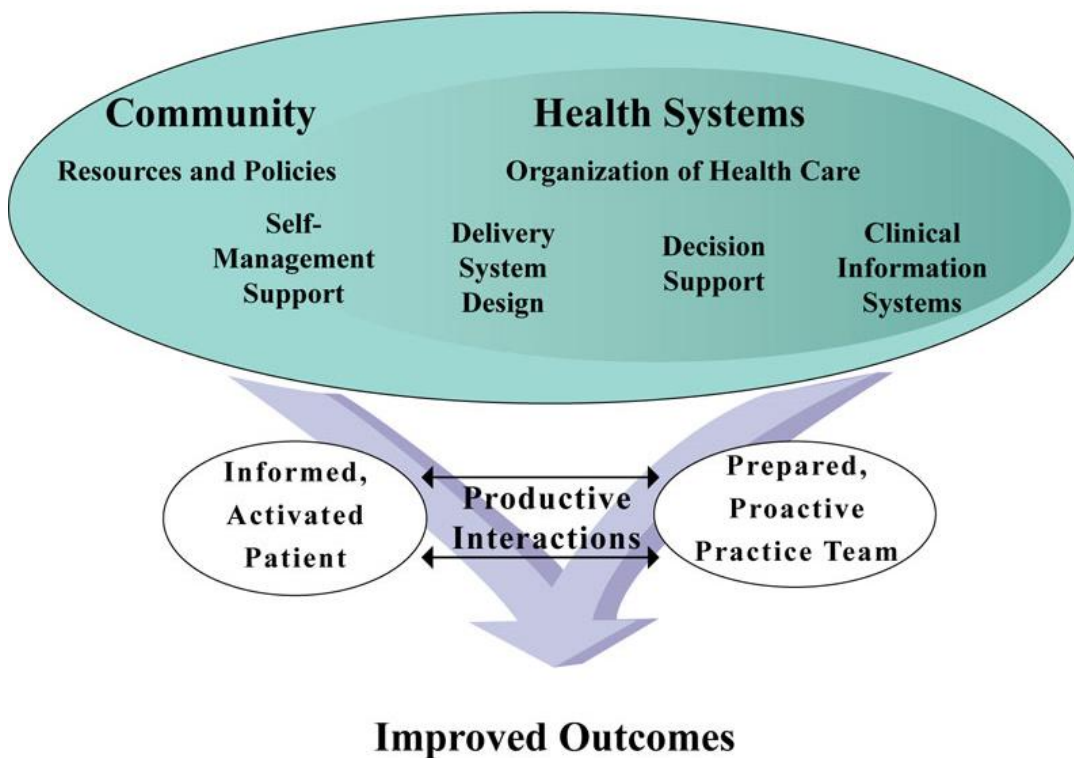 Community
Resources and Policies
Health Systems
Organization of Health Care
Self-
Management
Support
Delivery
System
Design
Decision
Support
Clinical
Information
Systems
Informed,
Activated
Patient
Productive
Interactions
Prepared,
Proactive
Practice Team
Improved Outcomes